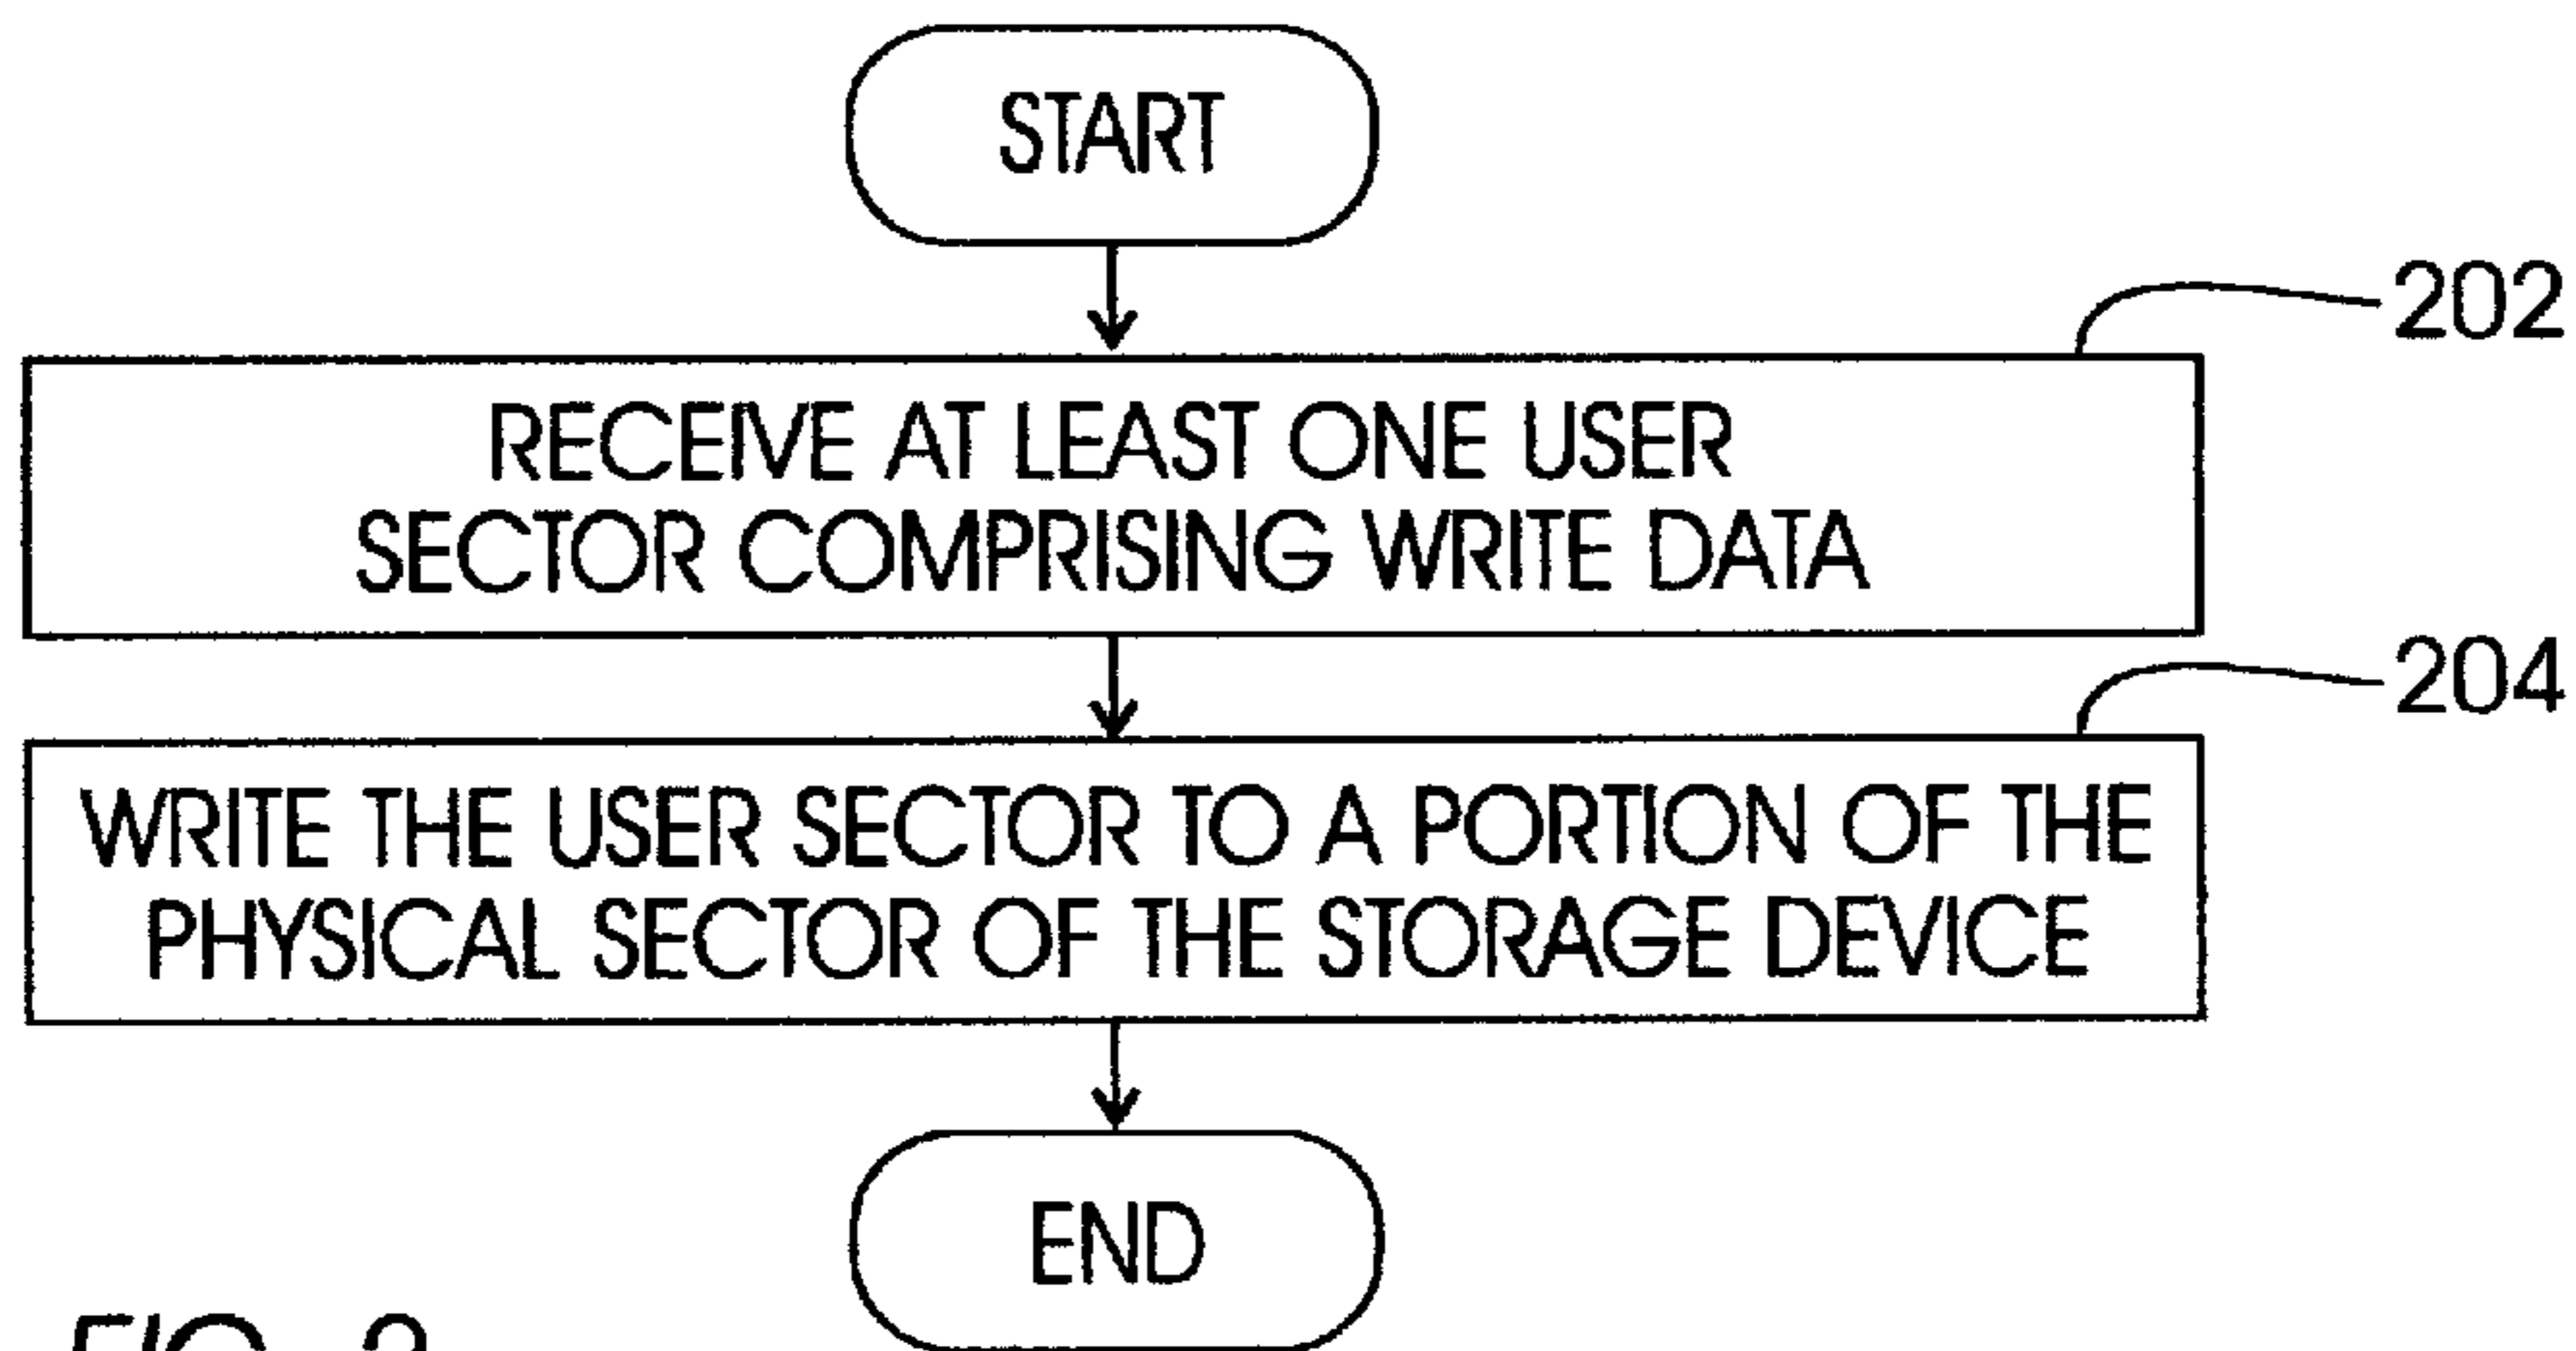 START
202
RECEIVE AT LEAST ONE USER
SECTOR COMPRISING WRITE DATA
204
WRITE THE USER SECTOR TO A PORTION OF THE
PHYSICAL SECTOR OF THE STORAGE DEVICE
END